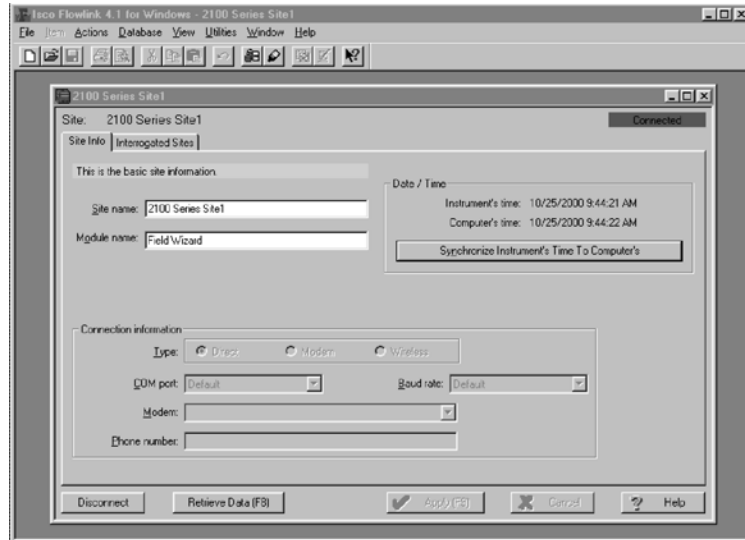 Isco Flowlink 4.1 for Windows - 2100 Series Site1
File Item Actions Database View Utilities Window Help
2100 Series Site1
Site: 2100 Series Site1
Connected
Site Info Interrogated Sites
This is the basic site information.
Site name: 2100 Series Site1
Module name: Field Wizard
Date / Time
Instrument's time: 10/25/2000 9:44:21 AM
Computer's time: 10/25/2000 9:44:22 AM
Synchronize Instrument's Time To Computer's
Connection information
Type: Direct Modem Wireless
COM port: Default Baud rate: Default
Modem:
Phone number:
Disconnect Retrieve Data (F8) Apply (F9) Cancel Help